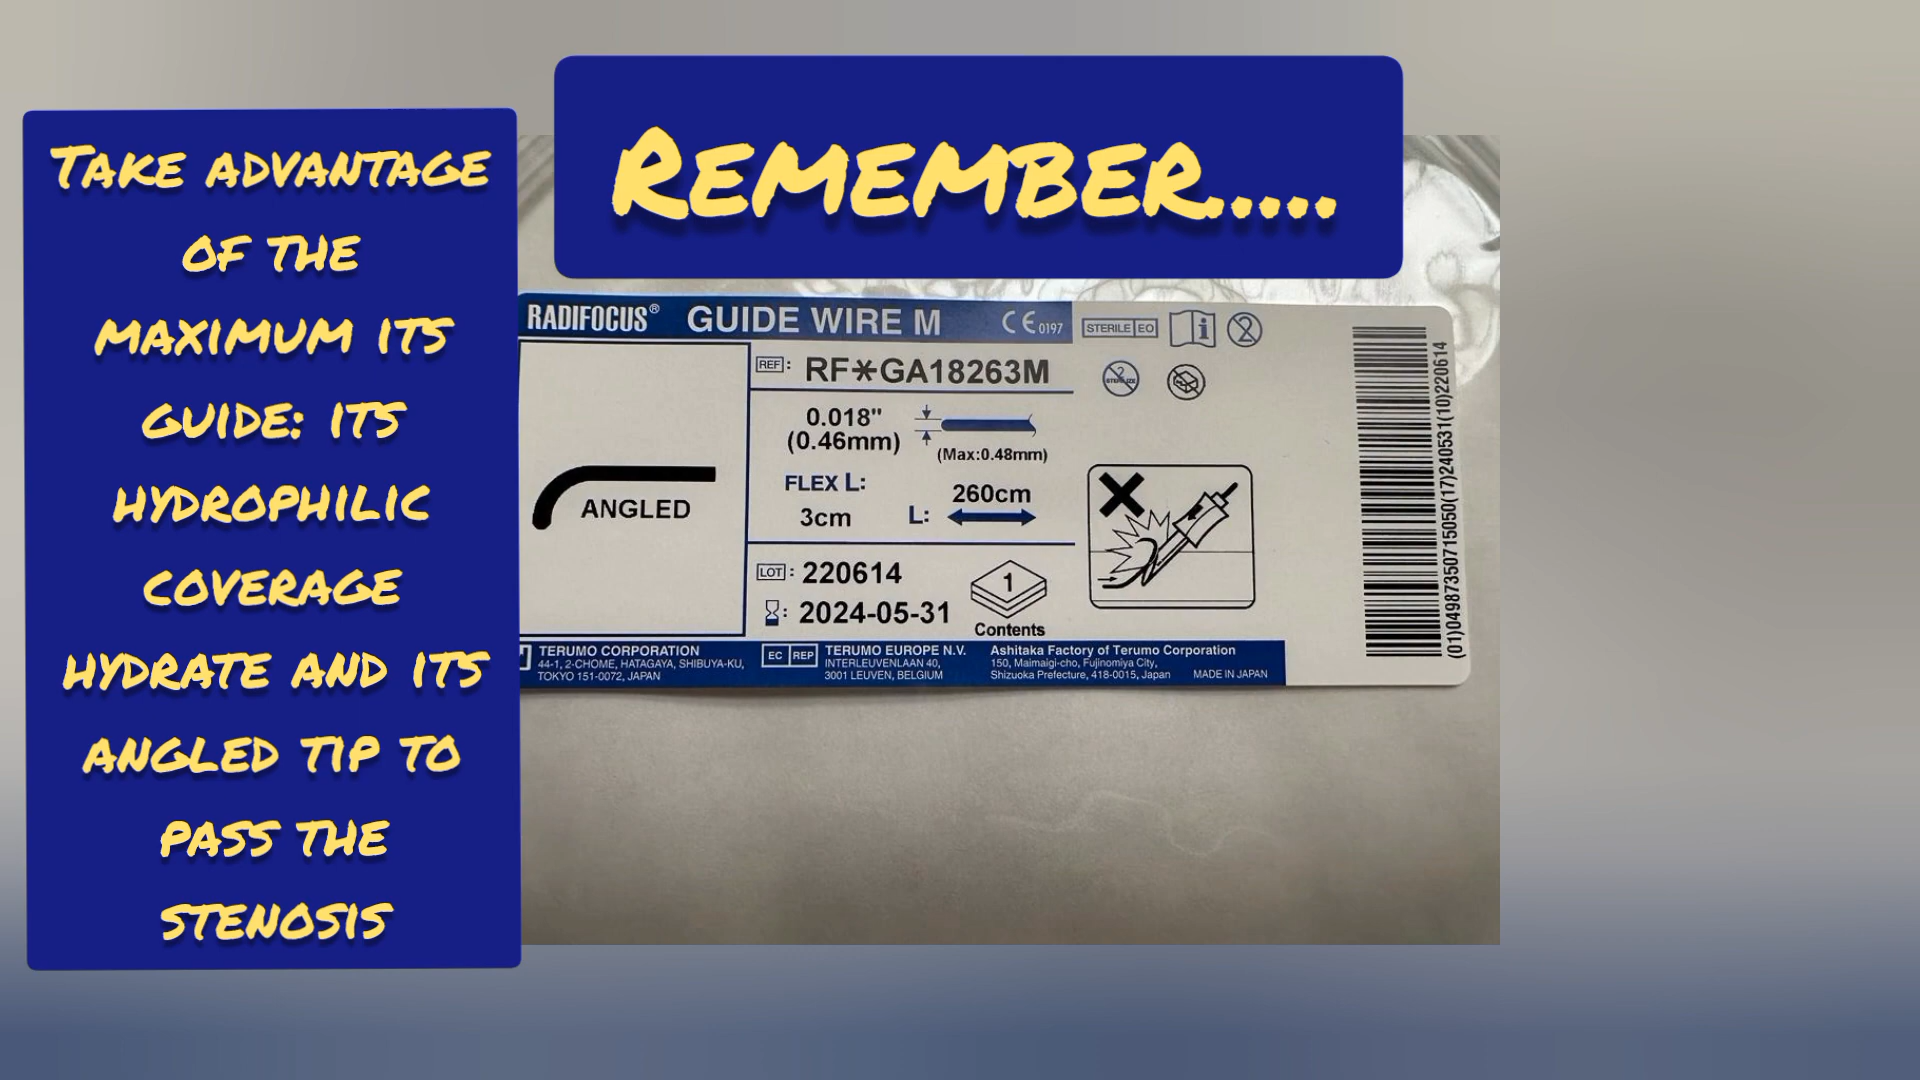 Remember.....
Take advantage
of the
maximum its
guide: its
hydrophilic
coverage
hydrate and its
angled tip to
pass the
stenosis
RADIFOCUS® GUIDE WIRE M CE 0197
STERILE EO
REF: RF*GA18263M
0.018"
(0.46mm)
(Max:0.48mm)
FLEX L:
3cm
L: 260cm
ANGLED
LOT: 220614
: 2024-05-31
1
Contents
TERUMO CORPORATION
44-1, 2-CHOME, HATAGAYA, SHIBUYA-KU,
TOKYO 151-0072, JAPAN
EC REP
TERUMO EUROPE N.V.
INTERLEUVENLAAN 40,
3001 LEUVEN, BELGIUM
Ashitaka Factory of Terumo Corporation
150, Maimaigi-cho, Fujinomiya City,
Shizuoka Prefecture, 418-0015, Japan MADE IN JAPAN
(01)04987350715050(17)240531(10)220614